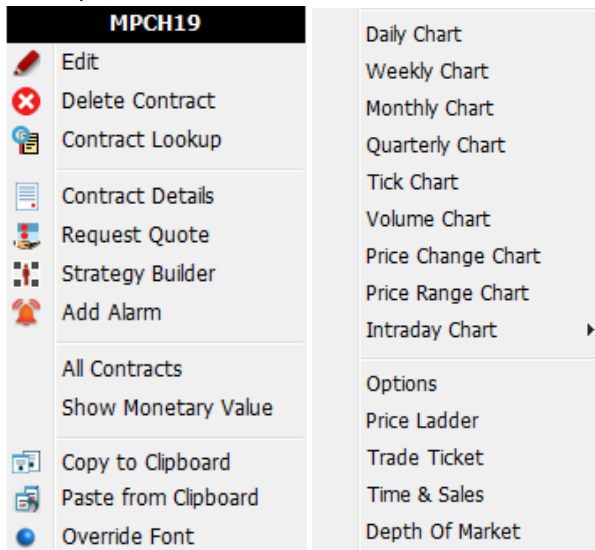 MPCH19
Edit
Delete Contract
Contract Lookup
Contract Details
Request Quote
Strategy Builder
Add Alarm
All Contracts
Show Monetary Value
Copy to Clipboard
Paste from Clipboard
Override Font
Daily Chart
Weekly Chart
Monthly Chart
Quarterly Chart
Tick Chart
Volume Chart
Price Change Chart
Price Range Chart
Intraday Chart
Options
Price Ladder
Trade Ticket
Time & Sales
Depth Of Market